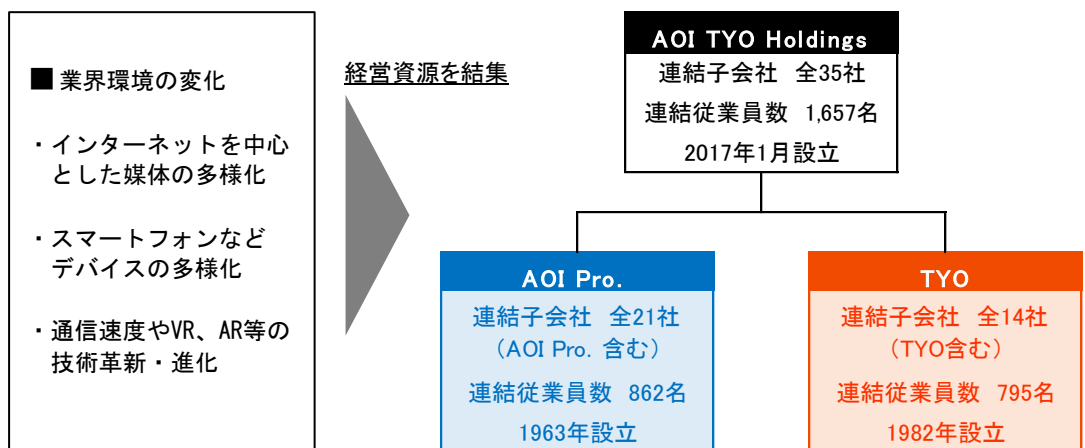 ■ 業界環境の変化
・インターネットを中心
とした媒体の多様化
・スマートフォンなど
デバイスの多様化
・通信速度やVR、AR等の
技術革新・進化
経営資源を結集
AOI TYO Holdings
連結子会社 全35社
連結従業員数 1,657名
2017年1月設立
AOI Pro.
連結子会社 全21社
（AOI Pro. 含む）
連結従業員数 862名
1963年設立
TYO
連結子会社 全14社
（TYO含む）
連結従業員数 795名
1982年設立